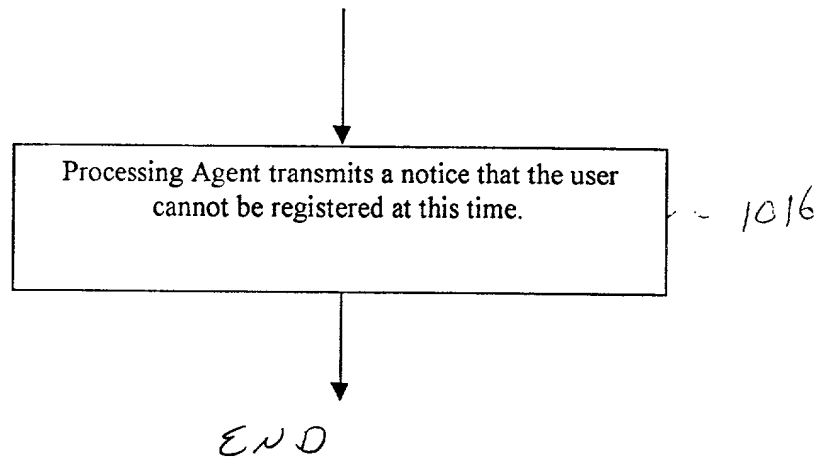 Processing Agent transmits a notice that the user
cannot be registered at this time.
1016
END